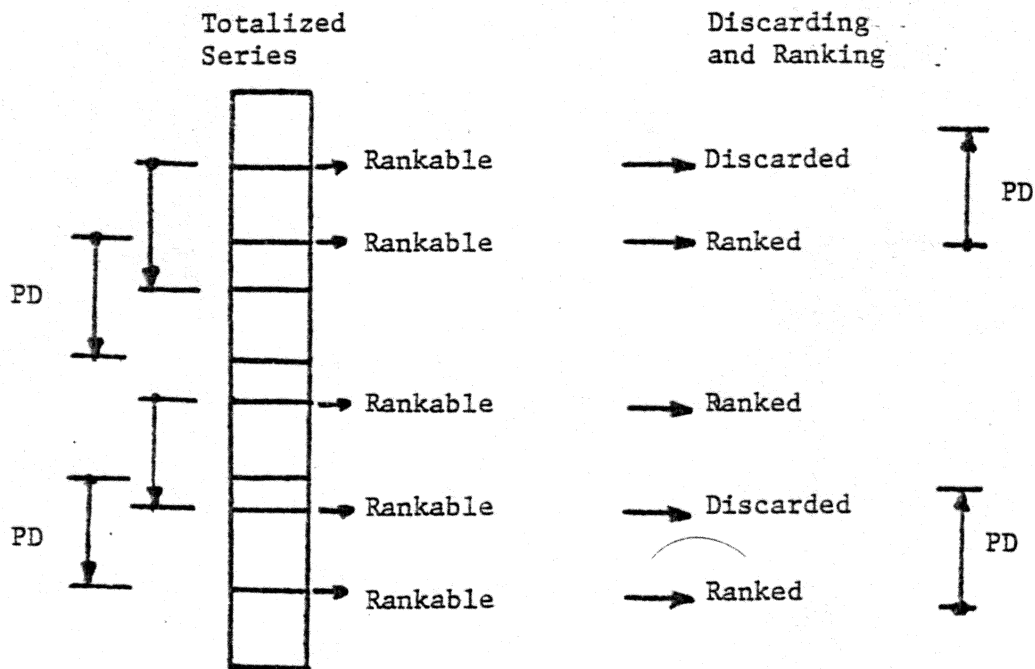 Totalized
Series
Discarding
and Ranking
Rankable
Discarded
PD
Rankable
Ranked
PD
Rankable
Ranked
Rankable
Discarded
PD
PD
Rankable
Ranked